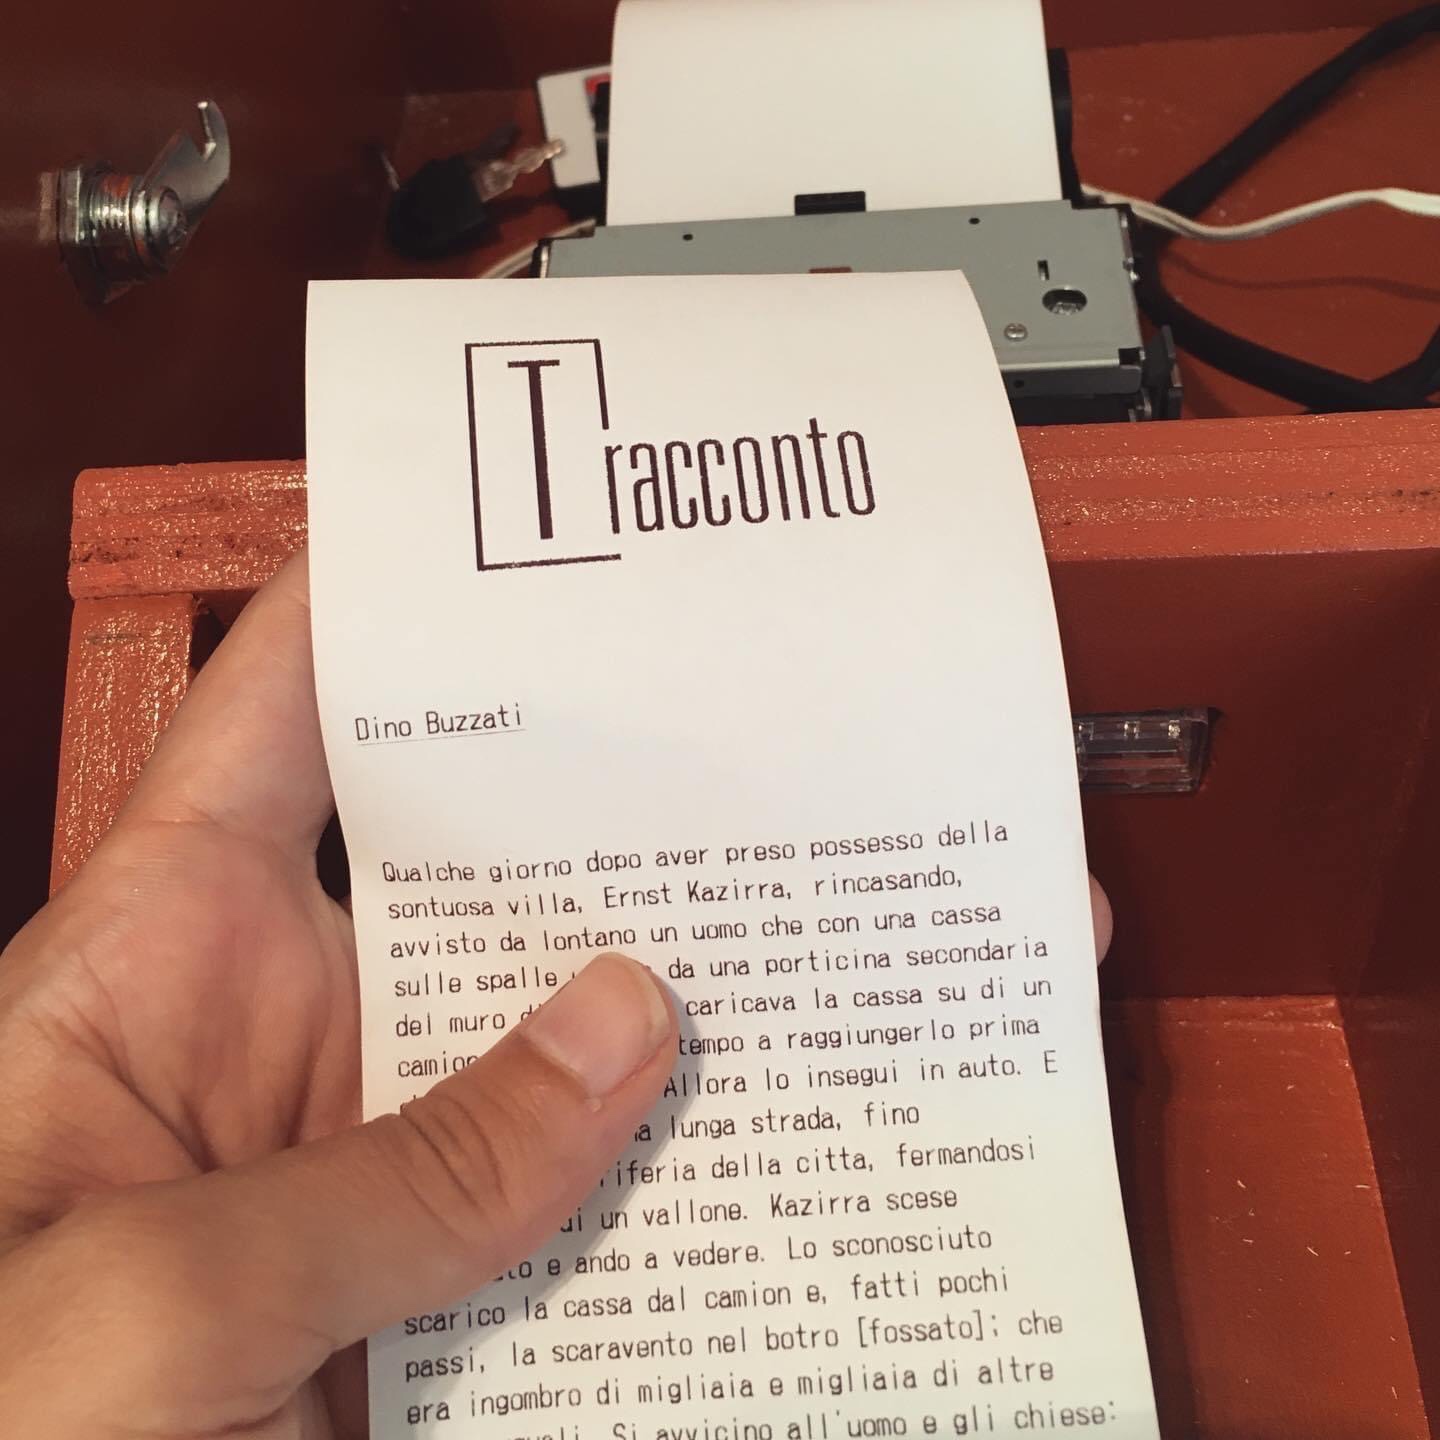 T racconto
Dino Buzzati
Qualche giorno dopo aver preso possesso della
sontuosa villa, Ernst Kazirra, rincasando,
avvisto da lontano un uomo che con una cassa
sulle spalle da una porticina secondaria
del muro caricava la cassa su di un
tempo a raggiungerlo prima
Allora lo insegui in auto. E
lunga strada, fino
della citta, fermandosi
un vallone. Kazirra scese
e ando a vedere. Lo sconosciuto
scarico la cassa dal camion e, fatti pochi
passi, la scaravento nel botro [fossato]; che
era ingombro di migliaia e migliaia di altre
Si avvicino all'uomo e gli chiese: